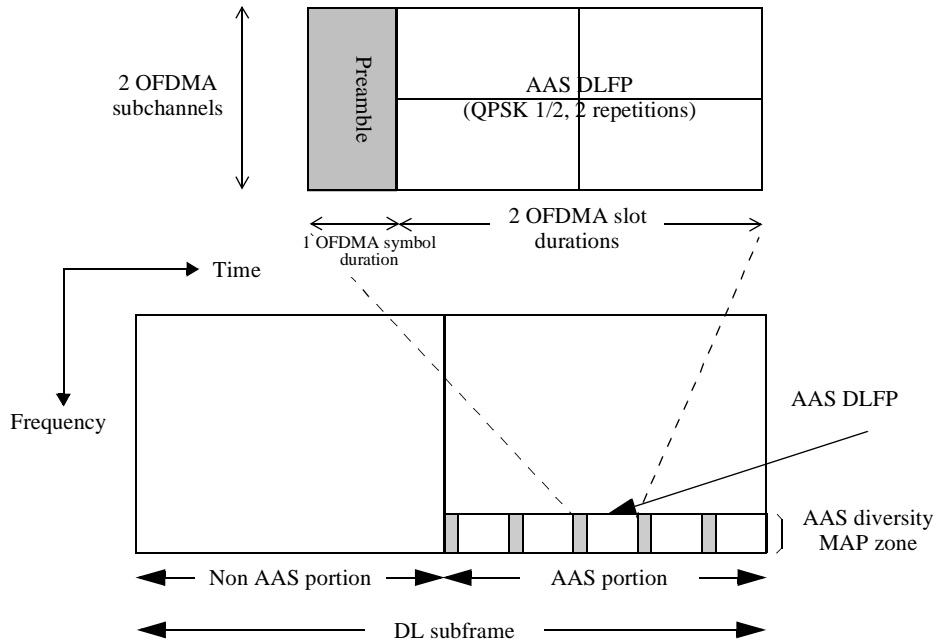 2 OFDMA
subchannels
Preamble
AAS DLFP
(QPSK 1/2, 2 repetitions)
1 OFDMA symbol
duration
2 OFDMA slot
durations
Time
Frequency
AAS DLFP
AAS diversity
MAP zone
Non AAS portion
AAS portion
DL subframe